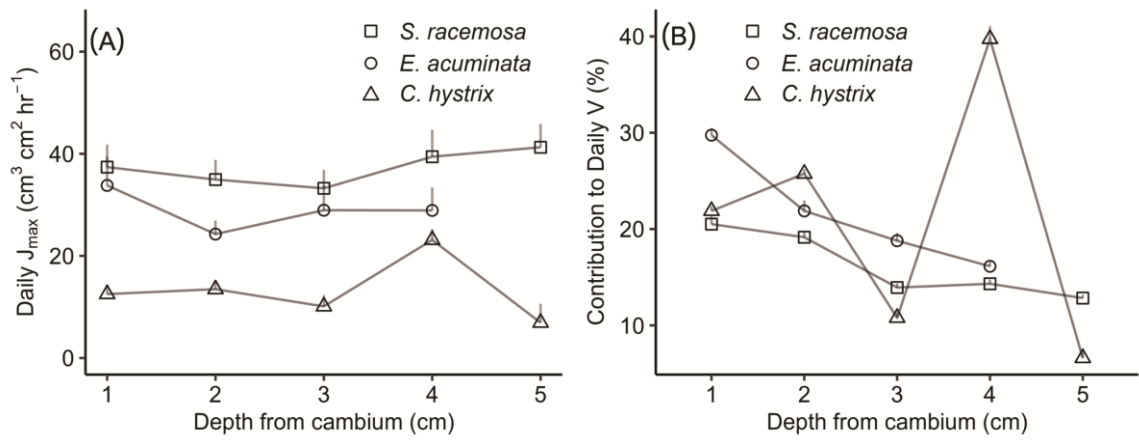 (A)
S. racemosa
E. acuminata
C. hystrix
60
40
20
0
Daily Jmax (cm³ cm² hr⁻¹)
1 2 3 4 5
Depth from cambium (cm)
(B)
S. racemosa
E. acuminata
C. hystrix
40
30
20
10
Contribution to Daily V (%)
1 2 3 4 5
Depth from cambium (cm)